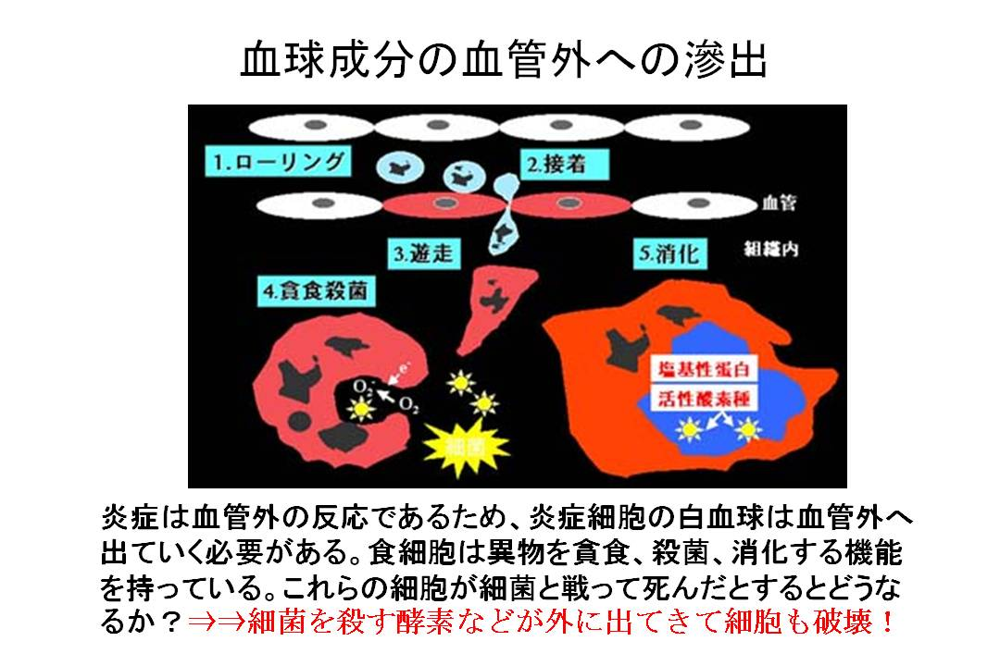 血球成分の血管外への滲出
1.ローリング
2.接着
血管
3.遊走
5.消化
組織内
4.貪食殺菌
塩基性蛋白
活性酸素種
e-
O2-
O2
細菌
炎症は血管外の反応であるため、炎症細胞の白血球は血管外へ
出ていく必要がある。食細胞は異物を貪食、殺菌、消化する機能
を持っている。これらの細胞が細菌と戦って死んだとするとどうな
るか？⇒⇒細菌を殺す酵素などが外に出てきて細胞も破壊！